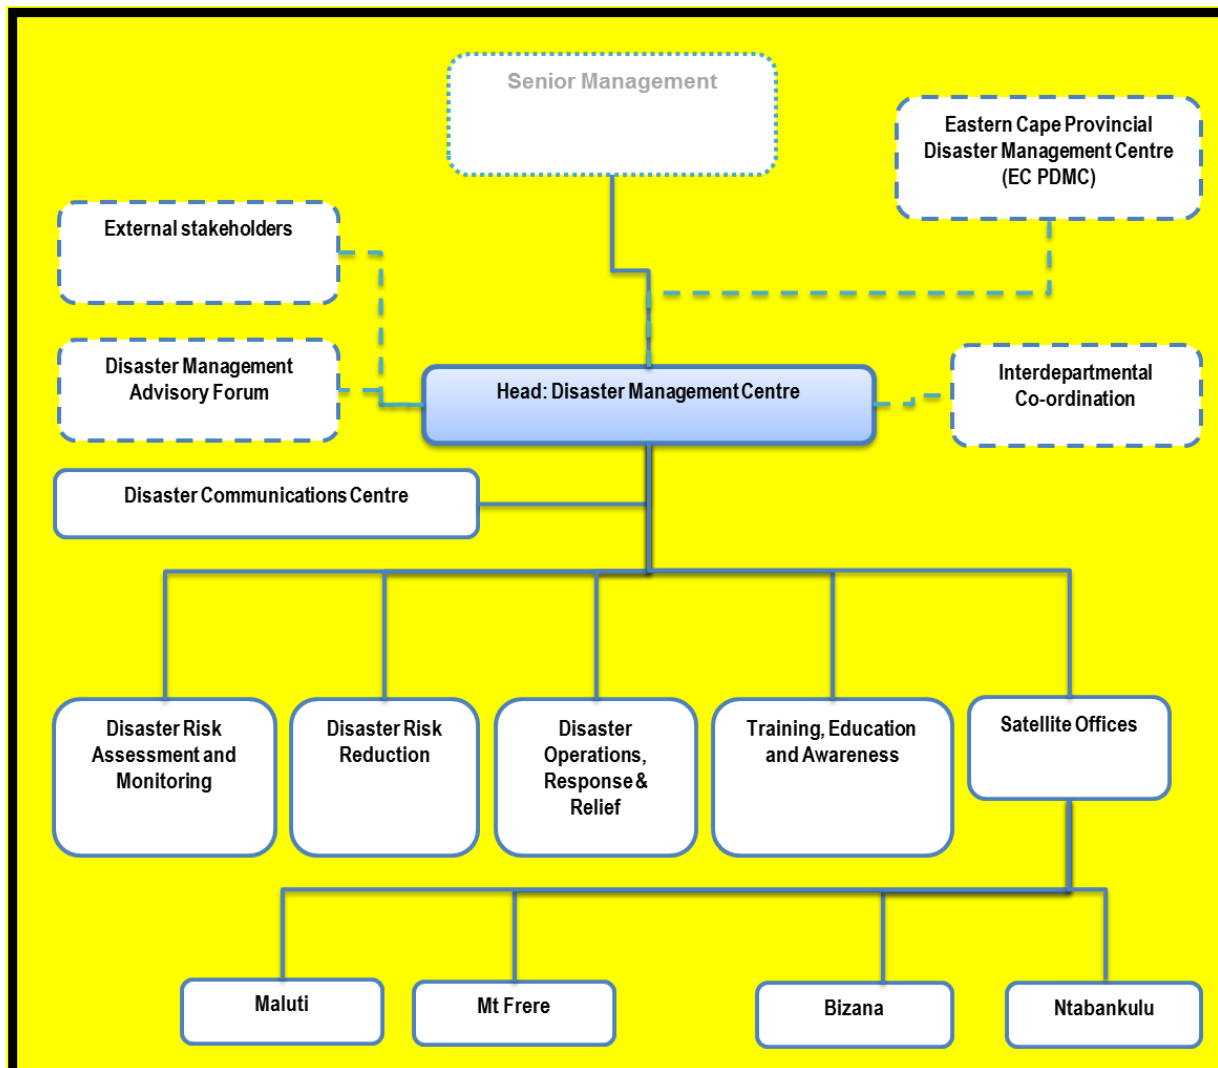 Senior Management
Eastern Cape Provincial
Disaster Management Centre
(EC PDMC)
External stakeholders
Disaster Management
Advisory Forum
Head: Disaster Management Centre
Interdepartmental
Co-ordination
Disaster Communications Centre
Disaster Risk
Assessment and
Monitoring
Disaster Risk
Reduction
Disaster
Operations,
Response &
Relief
Training, Education
and Awareness
Satellite Offices
Maluti
Mt Frere
Bizana
Ntabankulu